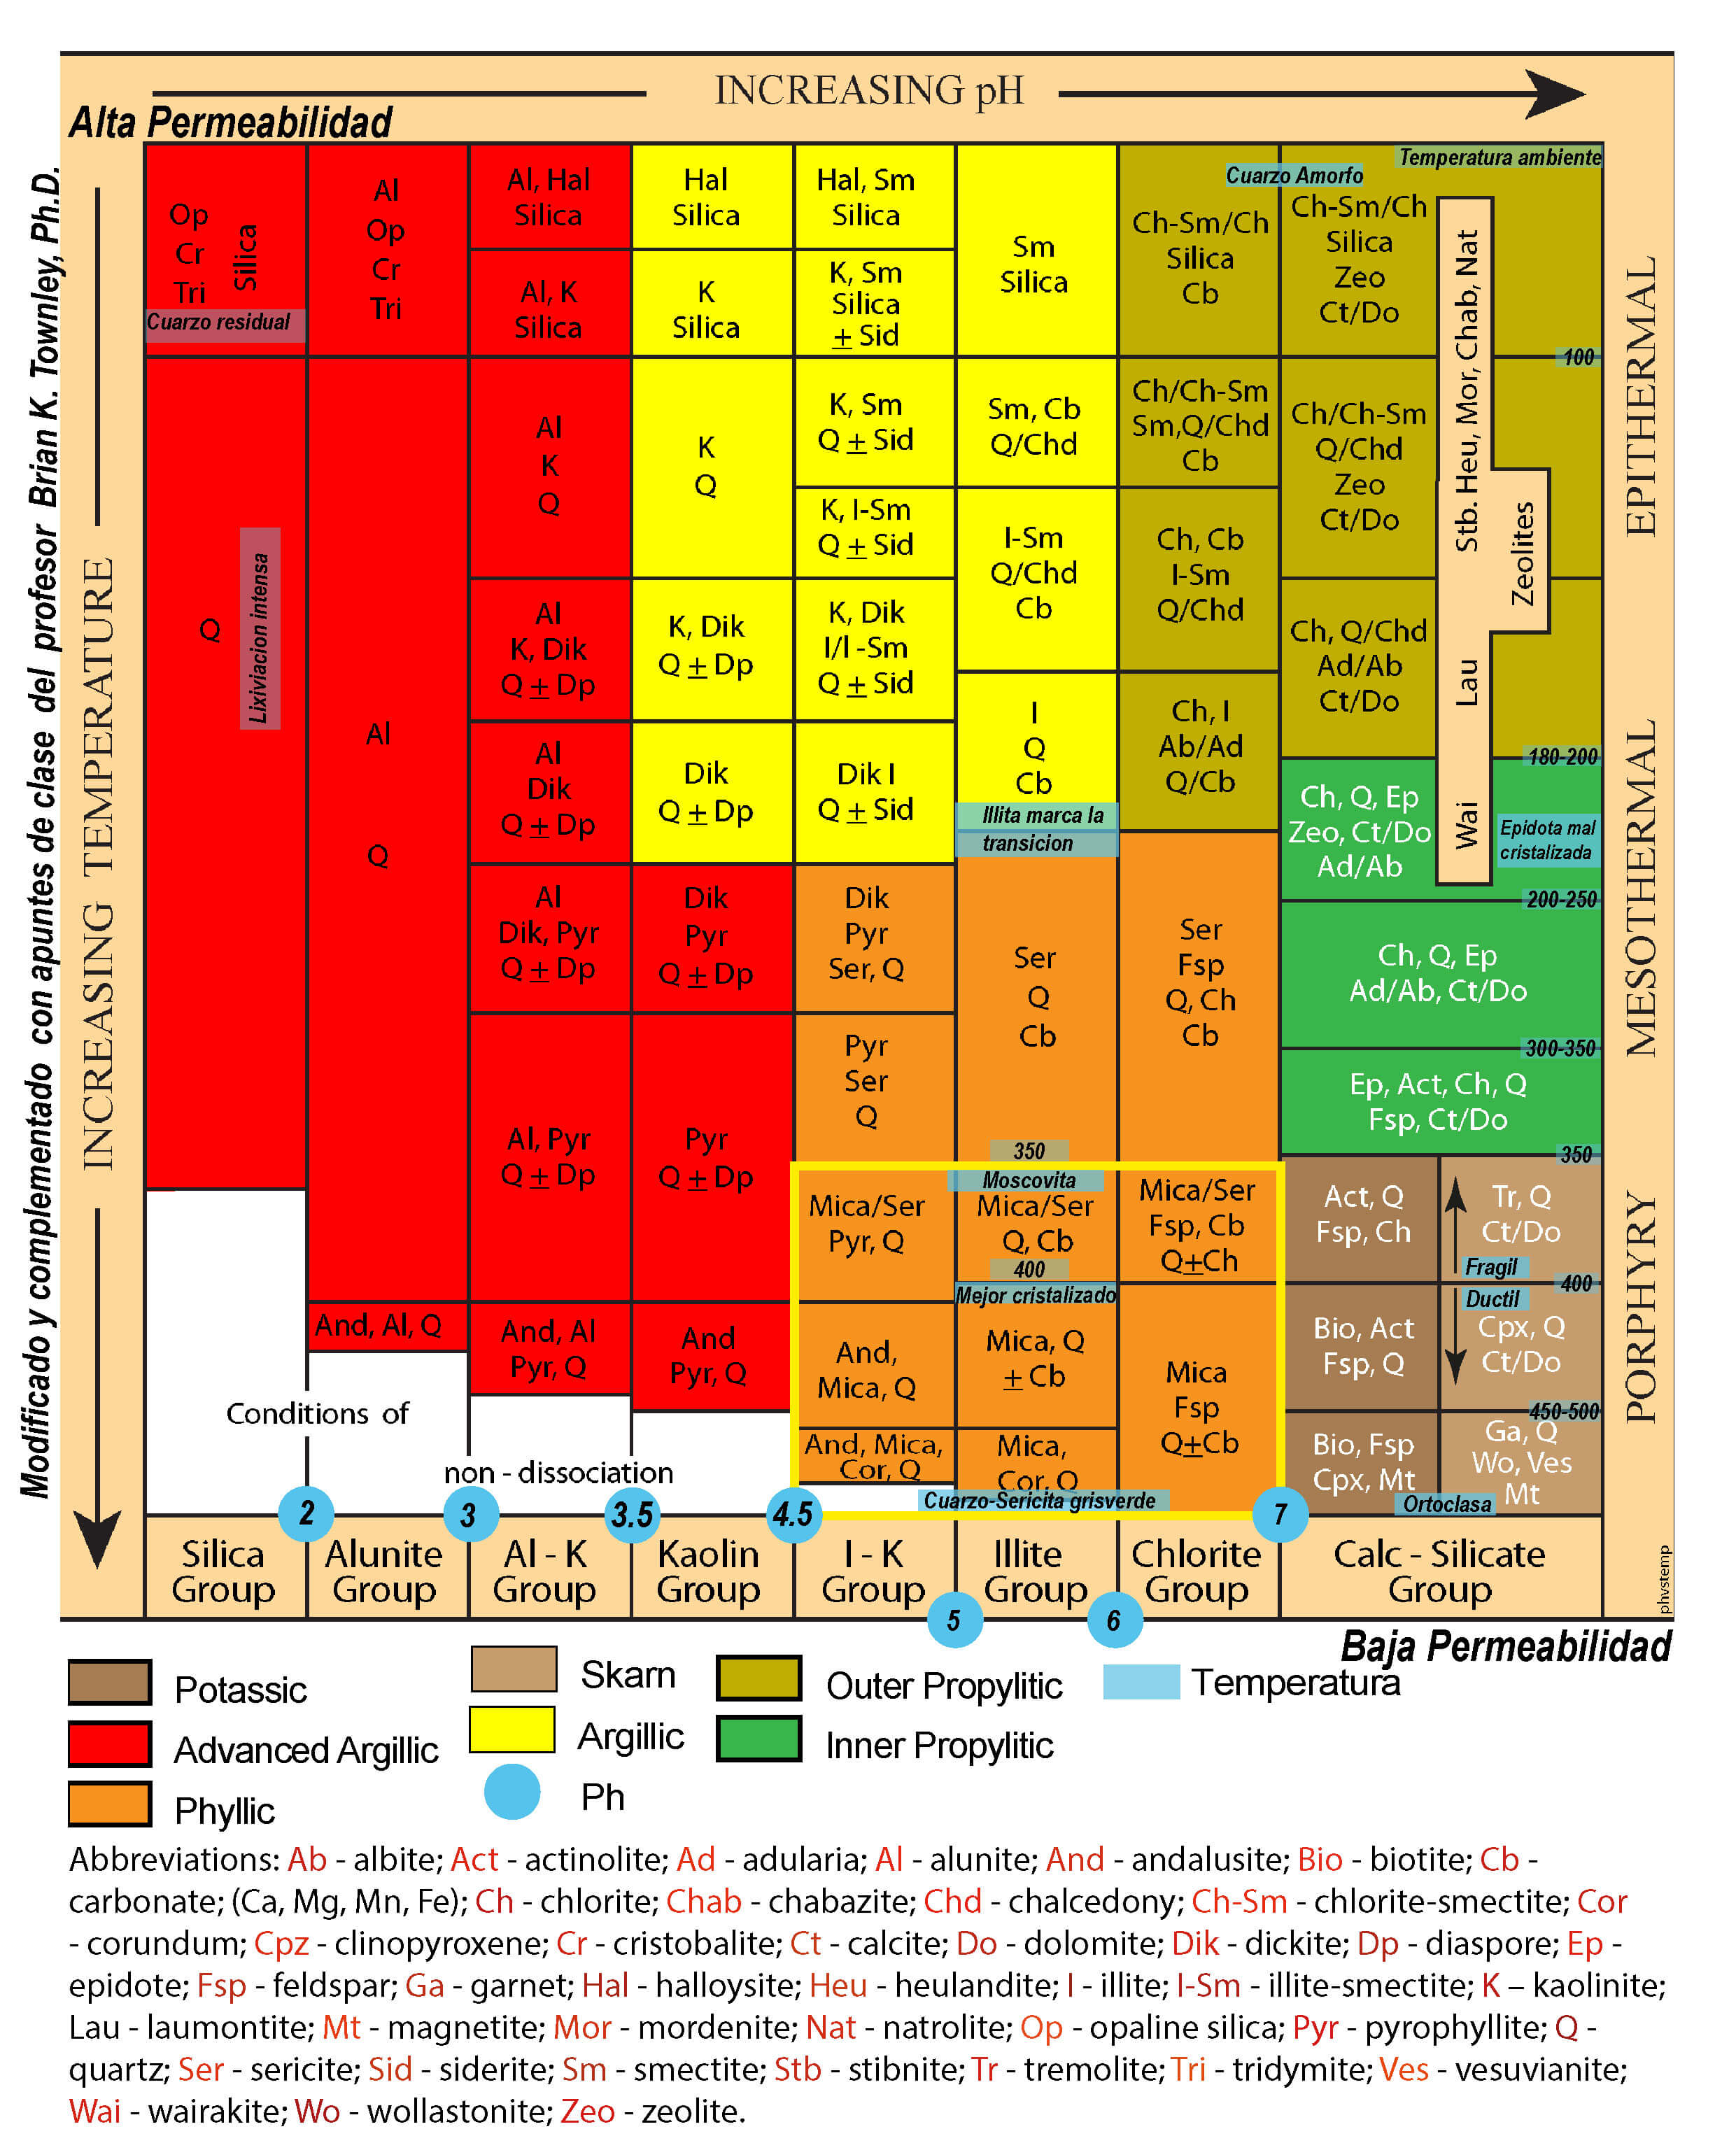 INCREASING pH
Alta Permeabilidad
Modificado y complementado con apuntes de clase del profesor Brian K. Townley, Ph.D.
INCREASING TEMPERATURE
EPITHERMAL
MESOTHERMAL
PORPHYRY
Op
Cr
Tri
Silica
Cuarzo residual
Q
Lixiviacion intensa
Al
Op
Cr
Tri
Al
Q
And, Al, Q
Al, Hal
Silica
Al, K
Silica
Al
K
Q
Al
K, Dik
Q ± Dp
Al
Dik
Q ± Dp
Al
Dik, Pyr
Q ± Dp
Al, Pyr
Q ± Dp
And, Al
Pyr, Q
Hal
Silica
K
Silica
K
Q
K, Dik
Q ± Dp
Dik
Q ± Dp
Dik
Pyr
Q ± Dp
Pyr
Q ± Dp
And
Pyr, Q
Hal, Sm
Silica
K, Sm
Silica
± Sid
K, Sm
Q ± Sid
K, I-Sm
Q ± Sid
K, Dik
I/I -Sm
Q ± Sid
Dik I
Q ± Sid
Dik
Pyr
Ser, Q
Pyr
Ser
Q
Mica/Ser
Pyr, Q
And,
Mica, Q
And, Mica,
Cor, Q
Sm
Silica
Sm, Cb
Q/Chd
I-Sm
Q/Chd
Cb
I
Q
Cb
Illita marca la
transicion
Ser
Q
Cb
350
Moscovita
Mica/Ser
Q, Cb
400
Mejor cristalizado
Mica, Q
± Cb
Mica,
Cor, Q
Cuarzo-Sericita grisverde
Cuarzo Amorfo
Ch-Sm/Ch
Silica
Cb
Ch/Ch-Sm
Sm,Q/Chd
Cb
Ch, Cb
I-Sm
Q/Chd
Ch, I
Ab/Ad
Q/Cb
Ser
Fsp
Q, Ch
Cb
Mica/Ser
Fsp, Cb
Q±Ch
Mica
Fsp
Q±Cb
Temperatura ambiente
Ch-Sm/Ch
Silica
Zeo
Ct/Do
100
Ch/Ch-Sm
Q/Chd
Zeo
Ct/Do
Ch, Q/Chd
Ad/Ab
Ct/Do
180-200
Stb. Heu, Mor, Chab, Nat
Zeolites
Lau
Wai
Ch, Q, Ep
Zeo, Ct/Do
Ad/Ab
Epidota mal
cristalizada
200-250
Ch, Q, Ep
Ad/Ab, Ct/Do
300-350
Ep, Act, Ch, Q
Fsp, Ct/Do
350
Act, Q
Fsp, Ch
Tr, Q
Ct/Do
Fragil
400
Ductil
Bio, Act
Fsp, Q
Cpx, Q
Ct/Do
450-500
Bio, Fsp
Cpx, Mt
Ga, Q
Wo, Ves
Mt
Ortoclasa
Conditions of
non - dissociation
2
3
3.5
4.5
7
Silica
Group
Alunite
Group
Al - K
Group
Kaolin
Group
I - K
Group
Illite
Group
Chlorite
Group
Calc - Silicate
Group
phvstemp
5
6
Baja Permeabilidad
Potassic
Skarn
Outer Propylitic
Temperatura
Advanced Argillic
Argillic
Inner Propylitic
Phyllic
Ph
Abbreviations: Ab - albite; Act - actinolite; Ad - adularia; Al - alunite; And - andalusite; Bio - biotite; Cb -
carbonate; (Ca, Mg, Mn, Fe); Ch - chlorite; Chab - chabazite; Chd - chalcedony; Ch-Sm - chlorite-smectite; Cor
- corundum; Cpz - clinopyroxene; Cr - cristobalite; Ct - calcite; Do - dolomite; Dik - dickite; Dp - diaspore; Ep -
epidote; Fsp - feldspar; Ga - garnet; Hal - halloysite; Heu - heulandite; I - illite; I-Sm - illite-smectite; K – kaolinite;
Lau - laumontite; Mt - magnetite; Mor - mordenite; Nat - natrolite; Op - opaline silica; Pyr - pyrophyllite; Q -
quartz; Ser - sericite; Sid - siderite; Sm - smectite; Stb - stibnite; Tr - tremolite; Tri - tridymite; Ves - vesuvianite;
Wai - wairakite; Wo - wollastonite; Zeo - zeolite.